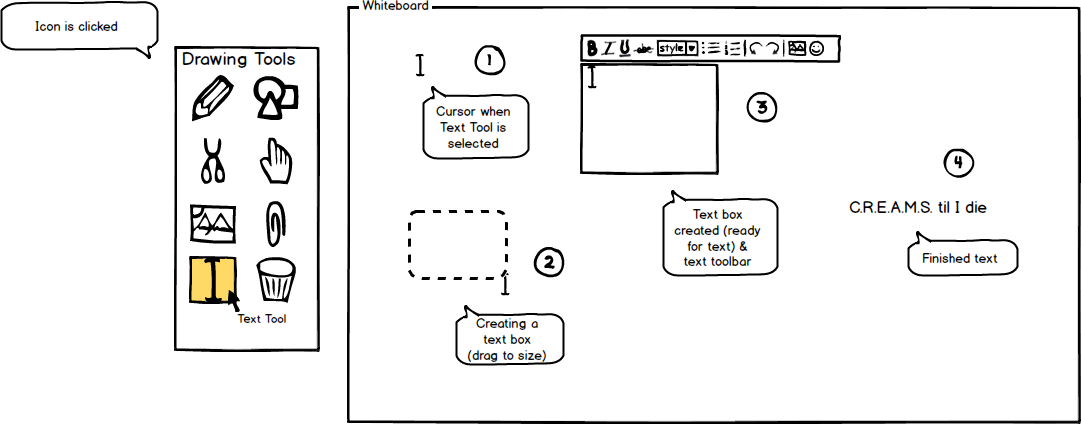 Icon is clicked
Drawing Tools
Text Tool
Whiteboard
1
Cursor when
Text Tool is
selected
2
Creating a
text box
(drag to size)
B I U abc style
3
Text box
created (ready
for text) &
text toolbar
4
C.R.E.A.M.S. til I die
Finished text